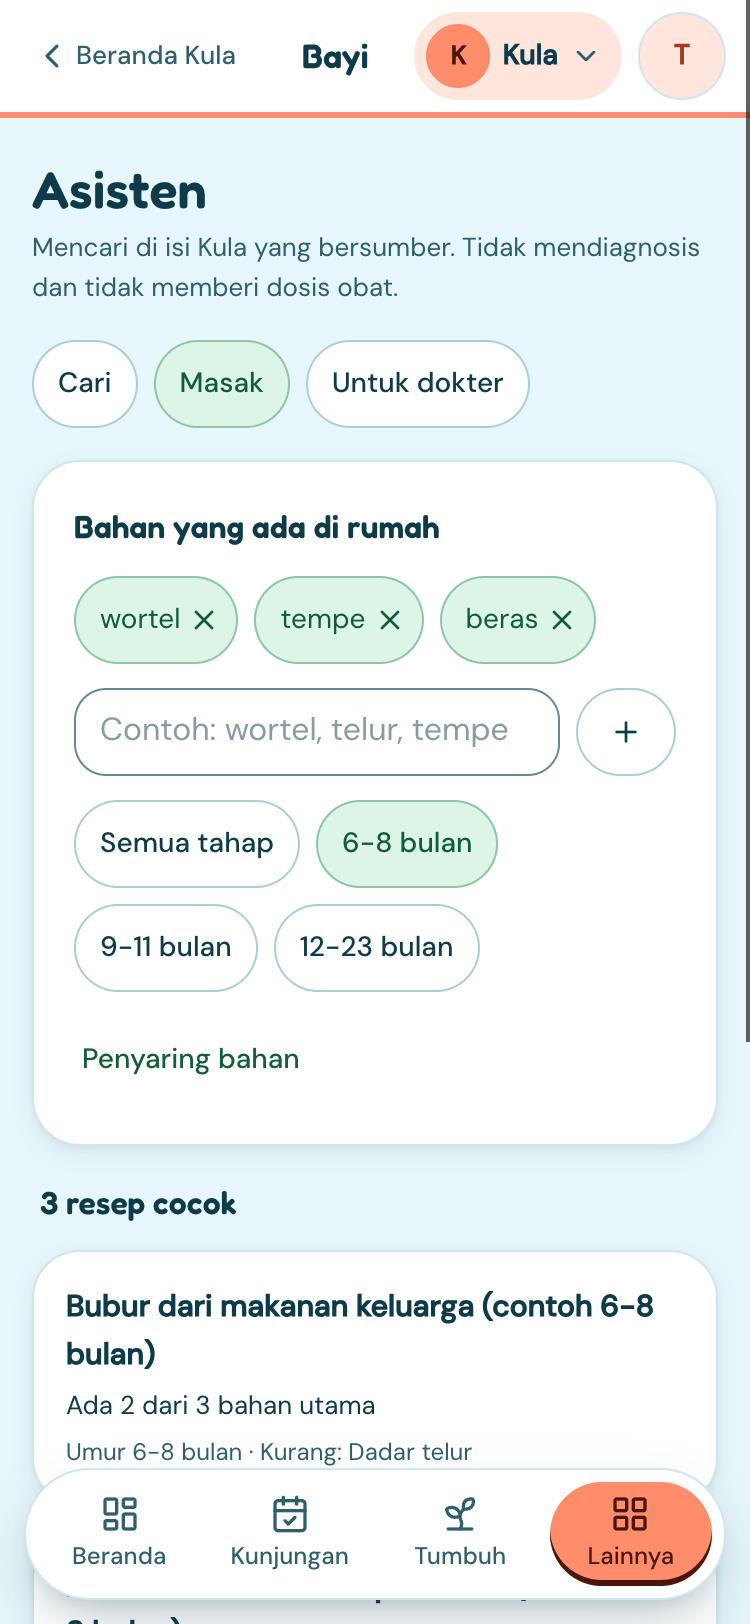 Beranda Kula
Bayi
K
Kula
T
Asisten
Mencari di isi Kula yang bersumber. Tidak mendiagnosis
dan tidak memberi dosis obat.
Cari
Masak
Untuk dokter
Bahan yang ada di rumah
wortel
tempe
beras
Contoh: wortel, telur, tempe
+
Semua tahap
6–8 bulan
9–11 bulan
12–23 bulan
Penyaring bahan
3 resep cocok
Bubur dari makanan keluarga (contoh 6–8
bulan)
Ada 2 dari 3 bahan utama
Umur 6–8 bulan · Kurang: Dadar telur
Beranda
Kunjungan
Tumbuh
Lainnya